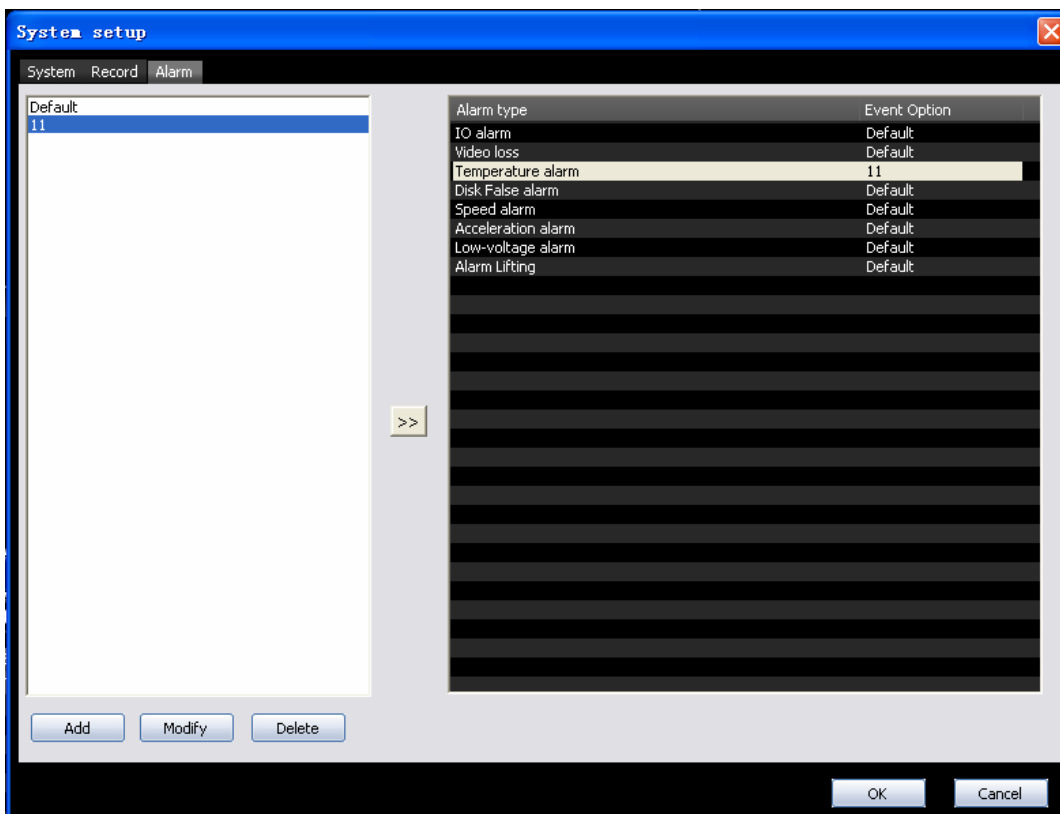 System setup
System Record Alarm
Default
11
Alarm type Event Option
IO alarm Default
Video loss Default
Temperature alarm 11
Disk False alarm Default
Speed alarm Default
Acceleration alarm Default
Low-voltage alarm Default
Alarm Lifting Default
>>
Add Modify Delete
OK Cancel